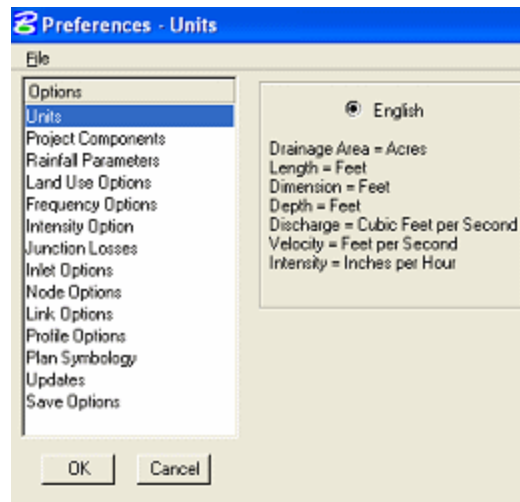 Preferences - Units
File
Options
Units
Project Components
Rainfall Parameters
Land Use Options
Frequency Options
Intensity Option
Junction Losses
Inlet Options
Node Options
Link Options
Profile Options
Plan Symbology
Updates
Save Options
English
Drainage Area = Acres
Length = Feet
Dimension = Feet
Depth = Feet
Discharge = Cubic Feet per Second
Velocity = Feet per Second
Intensity = Inches per Hour
OK
Cancel